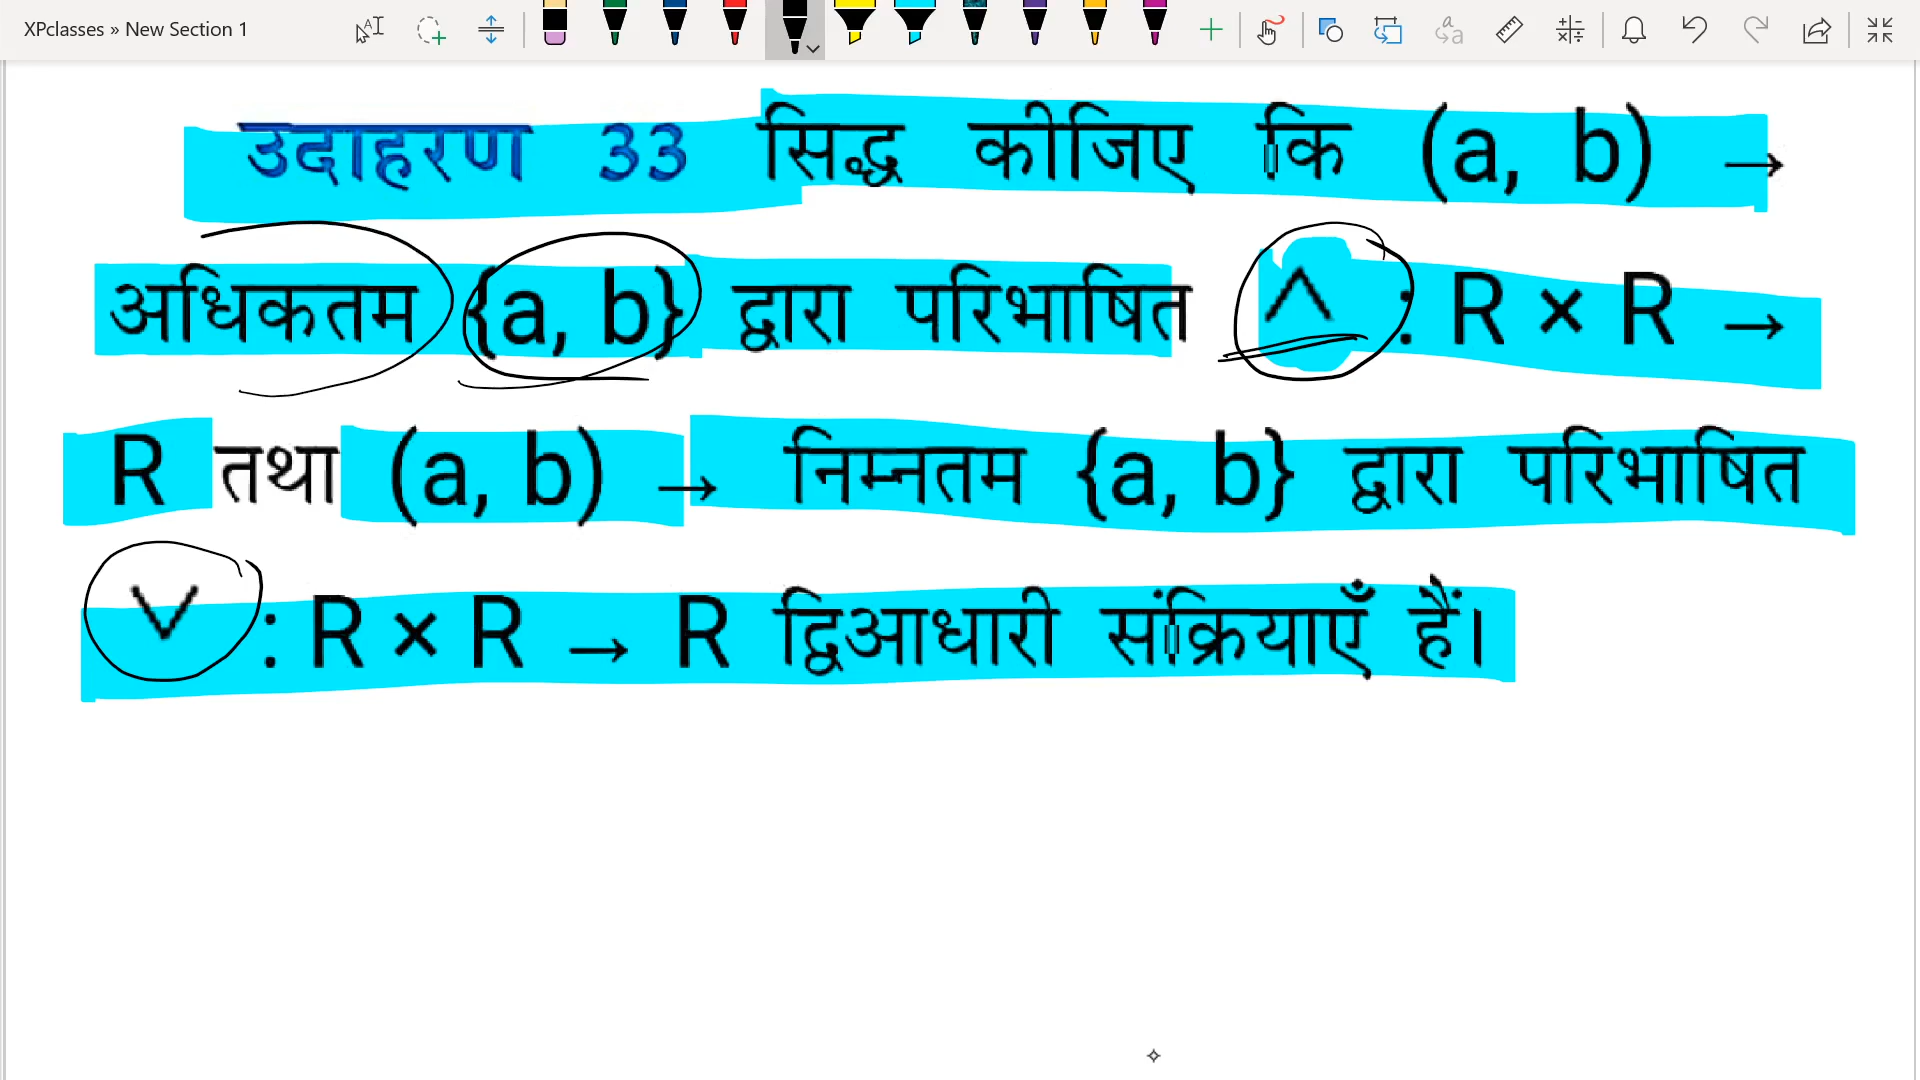 XPclasses » New Section 1
उदाहरण 33 सिद्ध कीजिए कि (a, b) →
अधिकतम {a, b} द्वारा परिभाषित ∧ : R × R →
R तथा (a, b) → निम्नतम {a, b} द्वारा परिभाषित
∨ : R × R → R द्विआधारी संक्रियाएँ हैं।